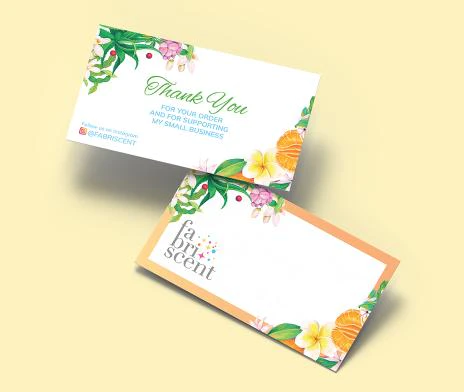 Thank You
FOR YOUR ORDER
AND FOR SUPPORTING
MY SMALL BUSINESS
Follow us on Instagram
@FABRISCENT
fa
bri
scent